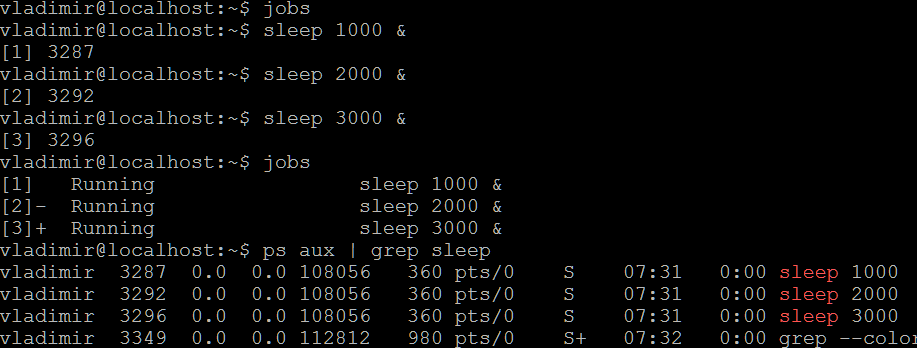 vladimir@localhost:~$ jobs
vladimir@localhost:~$ sleep 1000 &
[1] 3287
vladimir@localhost:~$ sleep 2000 &
[2] 3292
vladimir@localhost:~$ sleep 3000 &
[3] 3296
vladimir@localhost:~$ jobs
[1]   Running                 sleep 1000 &
[2]-  Running                 sleep 2000 &
[3]+  Running                 sleep 3000 &
vladimir@localhost:~$ ps aux | grep sleep
vladimir  3287  0.0  0.0 108056   360 pts/0    S    07:31   0:00 sleep 1000
vladimir  3292  0.0  0.0 108056   360 pts/0    S    07:31   0:00 sleep 2000
vladimir  3296  0.0  0.0 108056   360 pts/0    S    07:31   0:00 sleep 3000
vladimir  3349  0.0  0.0 112812   980 pts/0    S+   07:32   0:00 grep --color